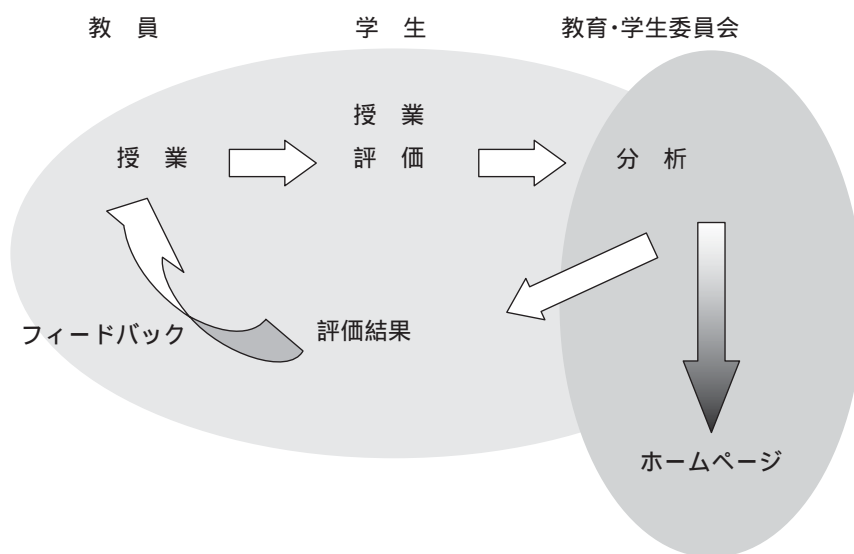 教　員
学　生
教育・学生委員会
授　業
授　業
評　価
分　析
フィードバック
評価結果
ホームページ